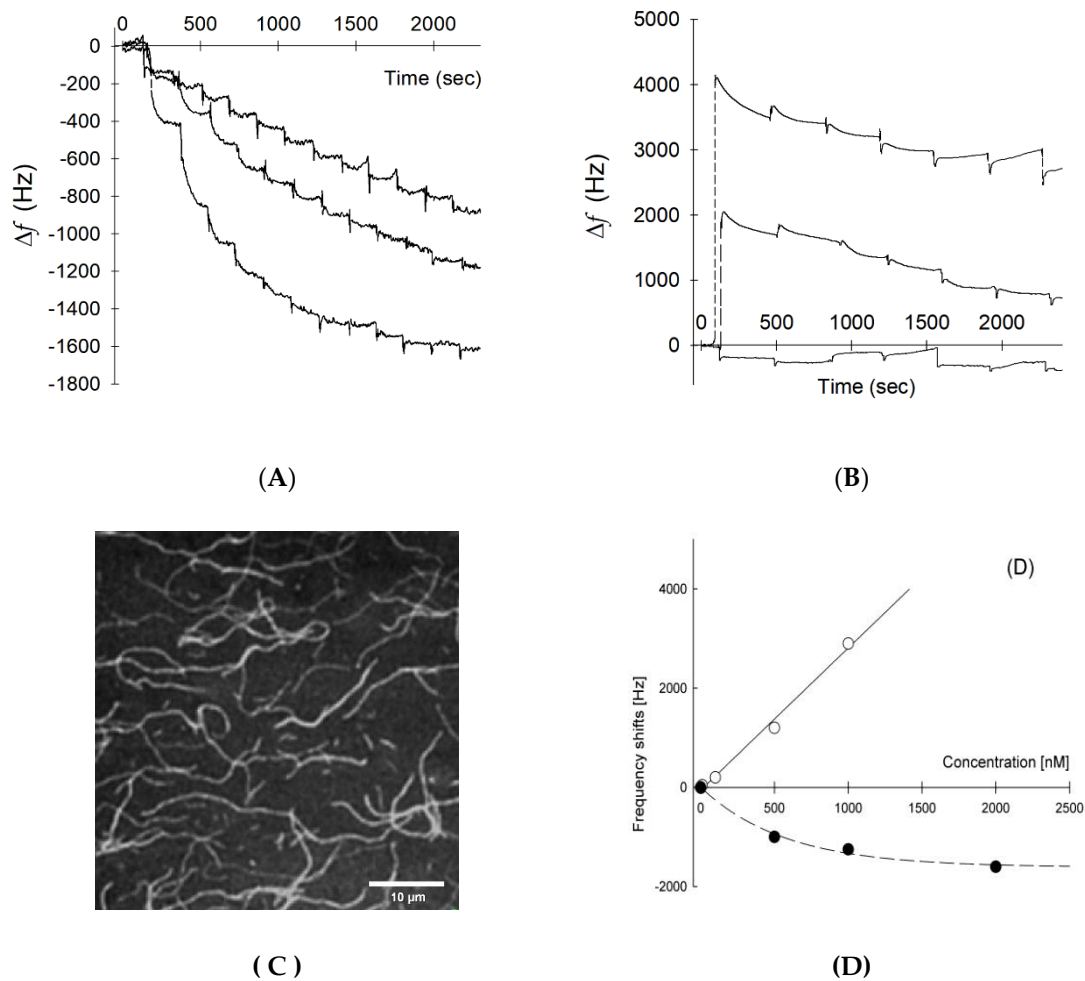 0 500 1000 1500 2000
0
-200
-400
-600
-800
-1000
-1200
-1400
-1600
-1800
Time (sec)
Δf (Hz)
(A)
5000
4000
3000
2000
1000
0
0 500 1000 1500 2000
Time (sec)
Δf (Hz)
B
(B)
10 µm
( C )
(D)
4000
2000
0
-2000
0 500 1000 1500 2000 2500
Concentration [nM]
Frequency shifts [Hz]
(D)